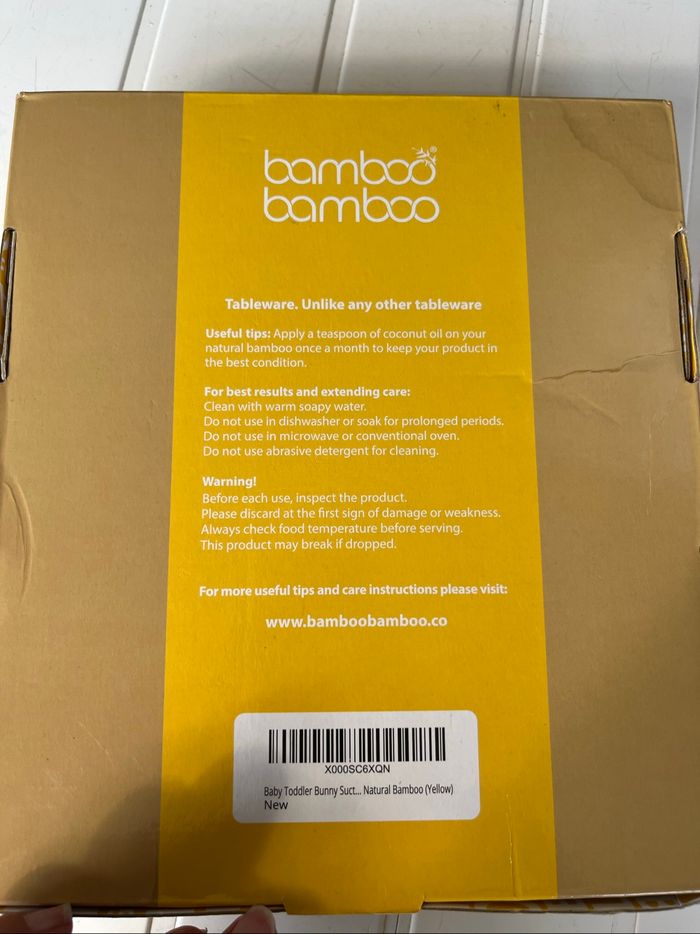 bamboo®
bamboo
Tableware. Unlike any other tableware
Useful tips: Apply a teaspoon of coconut oil on your
natural bamboo once a month to keep your product in
the best condition.
For best results and extending care:
Clean with warm soapy water.
Do not use in dishwasher or soak for prolonged periods.
Do not use in microwave or conventional oven.
Do not use abrasive detergent for cleaning.
Warning!
Before each use, inspect the product.
Please discard at the first sign of damage or weakness.
Always check food temperature before serving.
This product may break if dropped.
For more useful tips and care instructions please visit:
www.bamboobamboo.co
X000SC6XQN
Baby Toddler Bunny Suct... Natural Bamboo (Yellow)
New